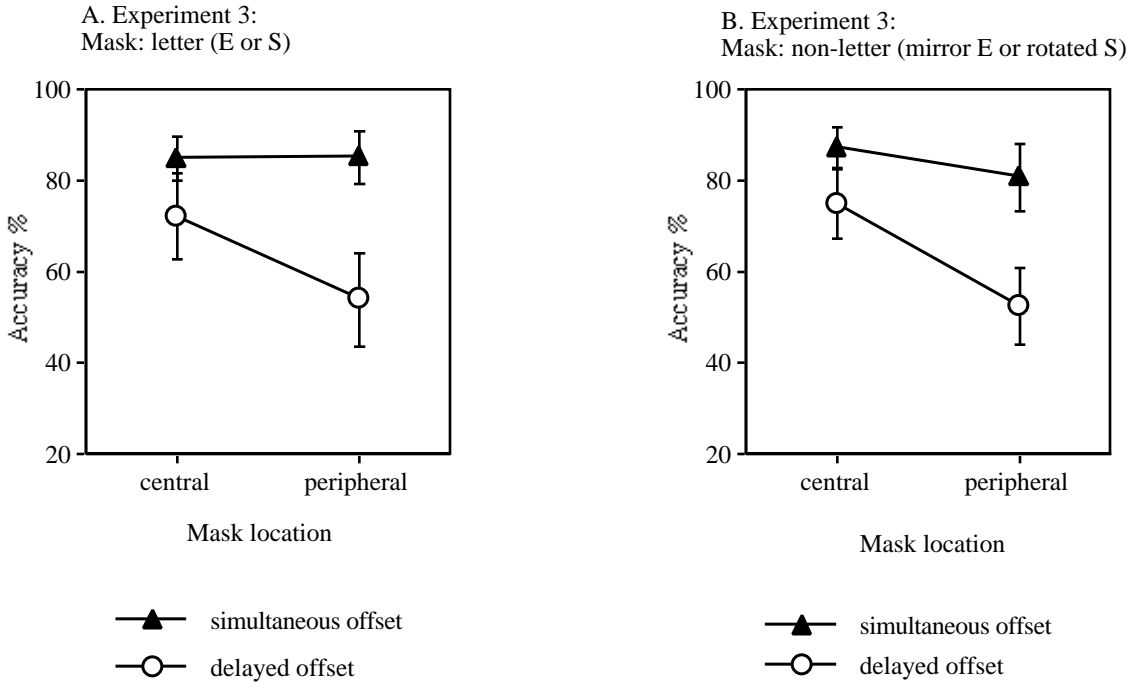 A. Experiment 3:
Mask: letter (E or S)
100
80
60
40
20
Accuracy %
central peripheral
Mask location
simultaneous offset
delayed offset
B. Experiment 3:
Mask: non-letter (mirror E or rotated S)
100
80
60
40
20
Accuracy %
central peripheral
Mask location
simultaneous offset
delayed offset